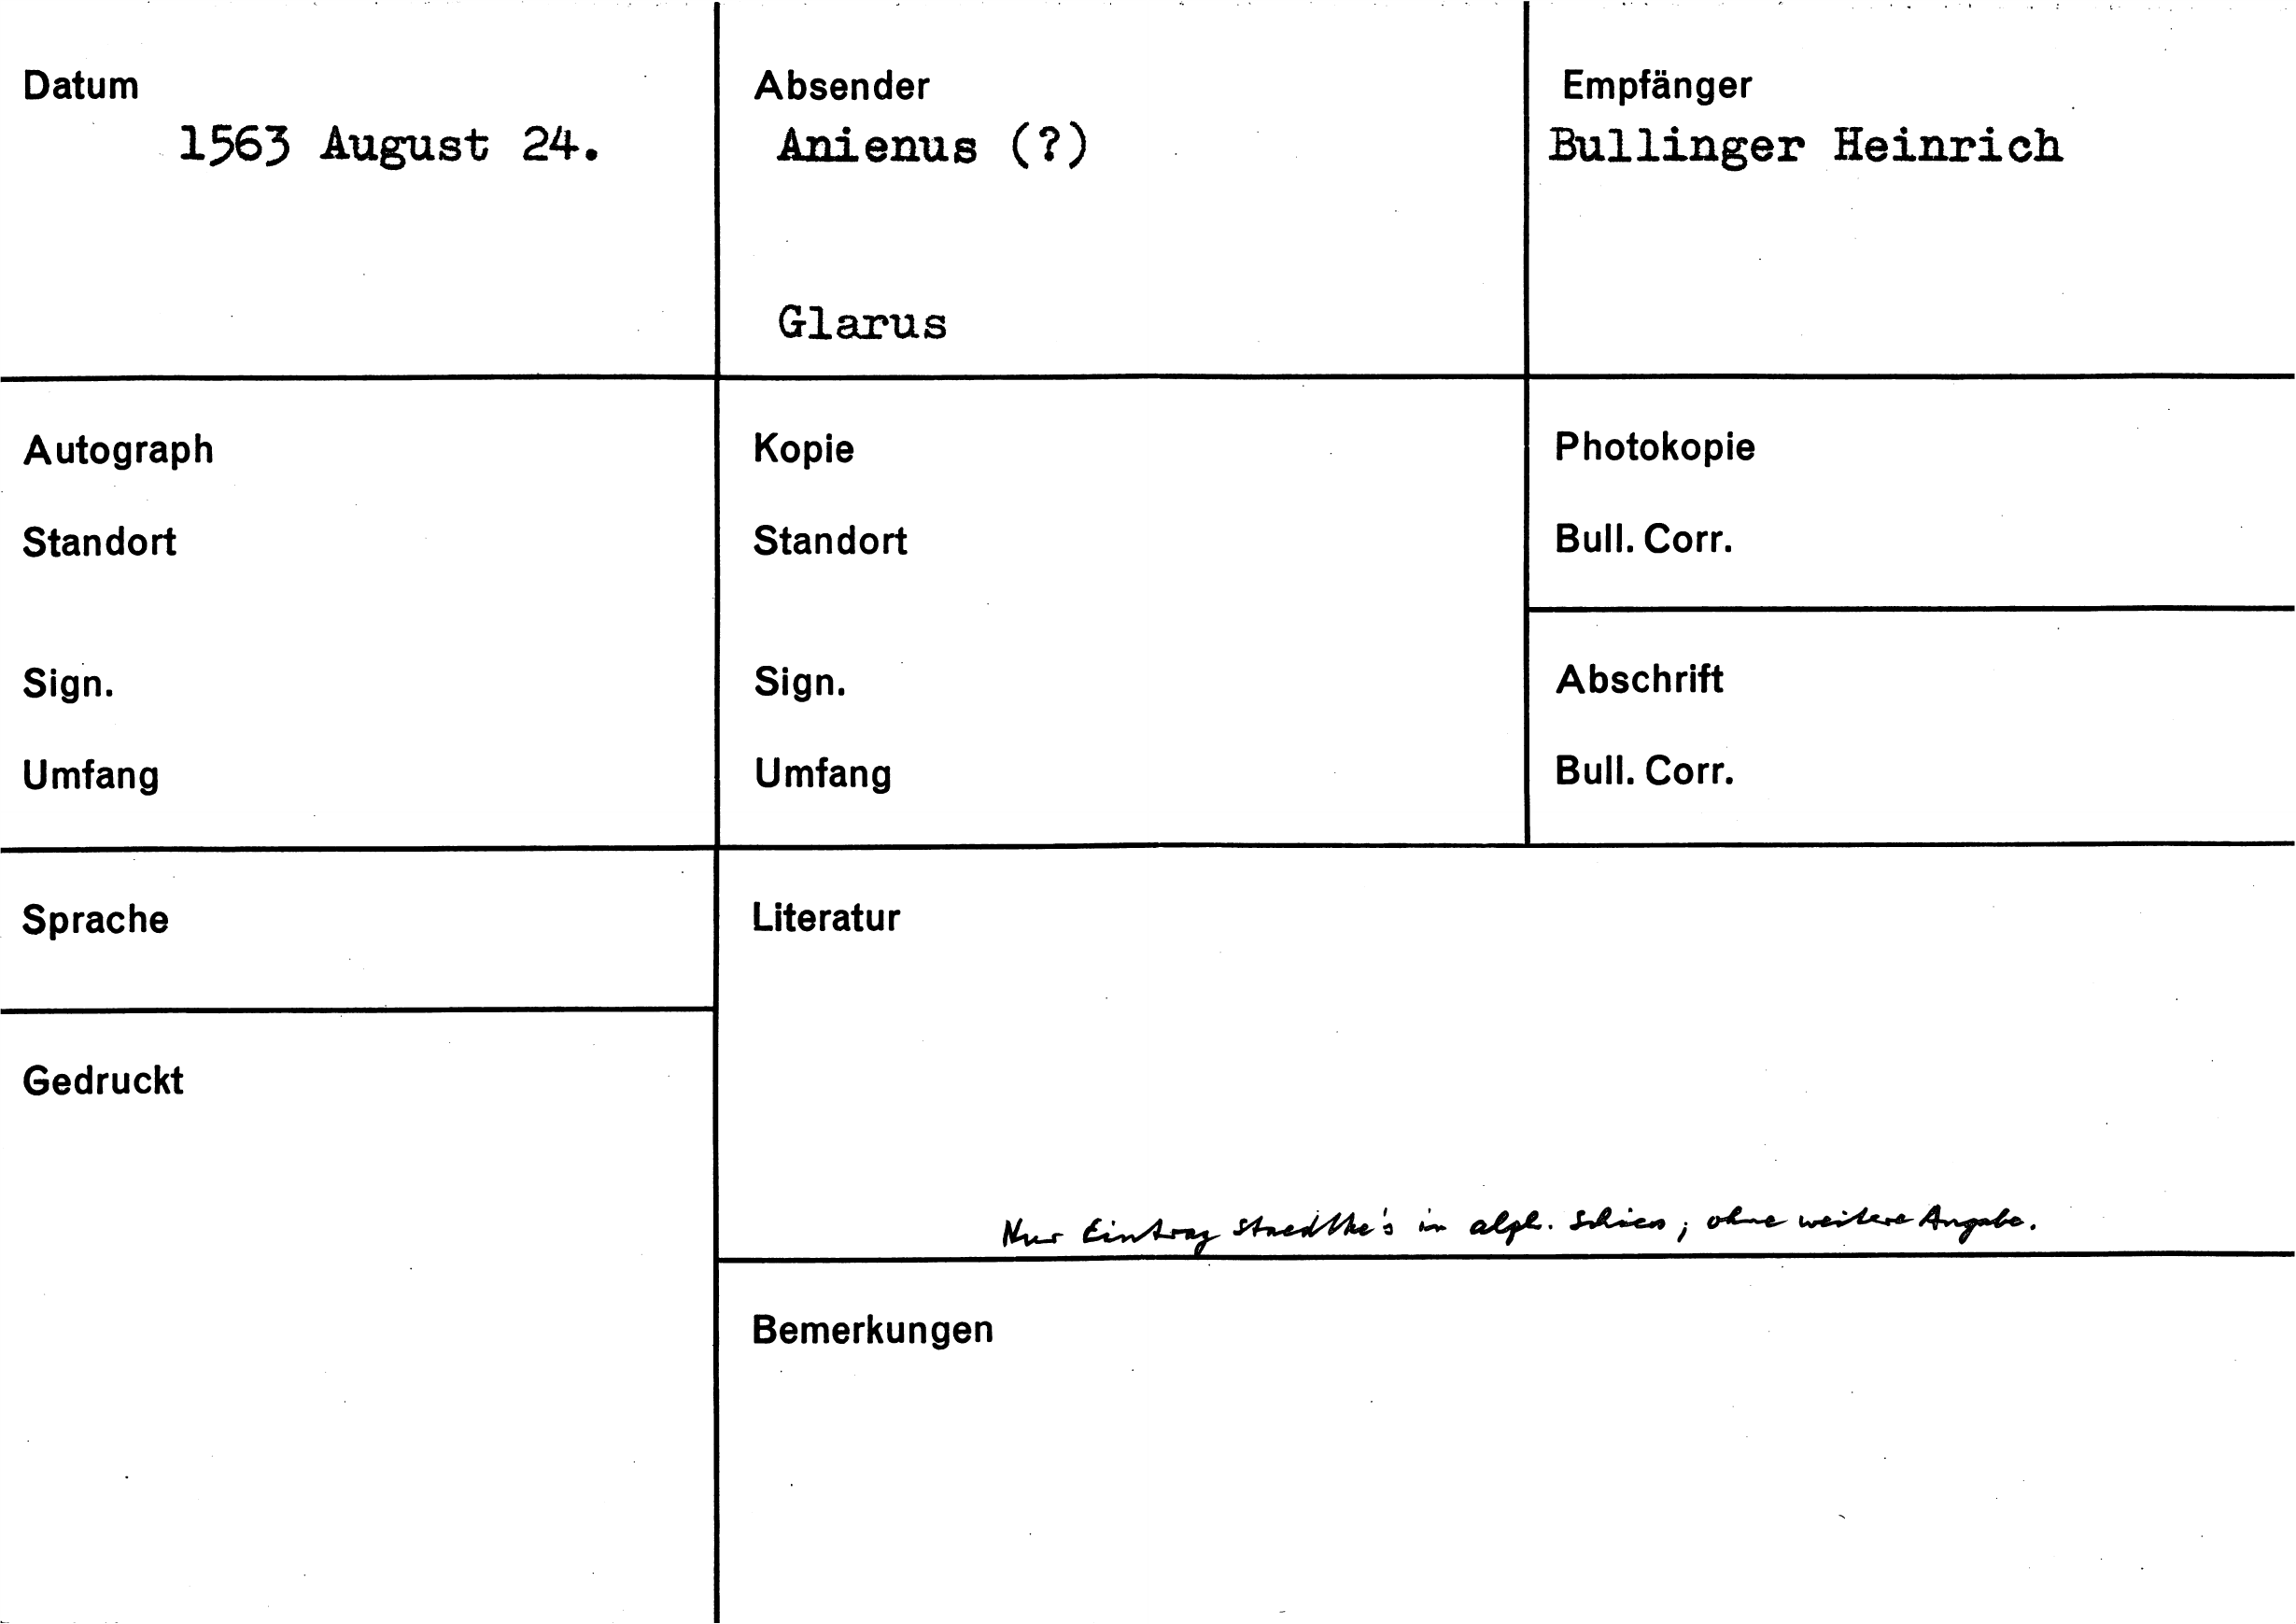 Datum
1563 August 24.
Absender
Anienus (?)
Glarus
Empfänger
Bullinger Heinrich
Autograph
Standort
Sign.
Umfang
Kopie
Standort
Sign.
Umfang
Photokopie
Bull. Corr.
Abschrift
Bull. Corr.
Sprache
Gedruckt
Literatur
Nur Eintrag Staedtke's in alph. Schiess; ohne weitere Angabe.
Bemerkungen